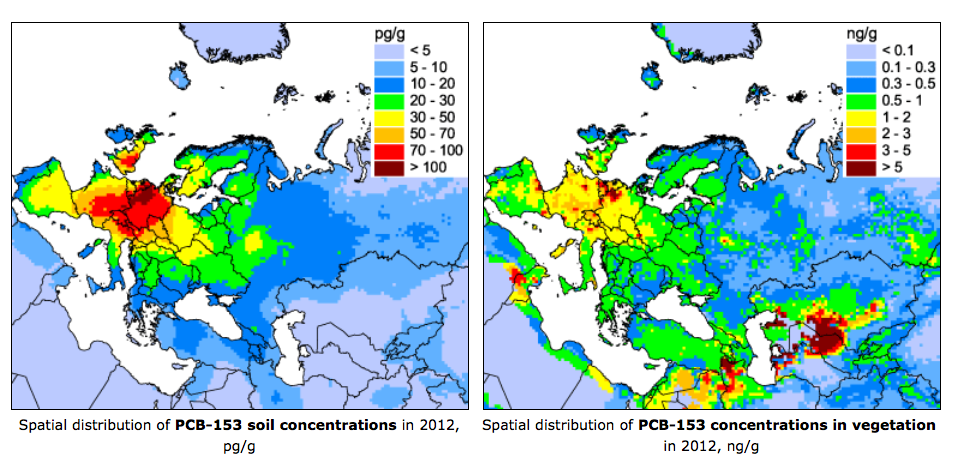 pg/g
< 5
5 - 10
10 - 20
20 - 30
30 - 50
50 - 70
70 - 100
> 100
ng/g
< 0.1
0.1 - 0.3
0.3 - 0.5
0.5 - 1
1 - 2
2 - 3
3 - 5
> 5
Spatial distribution of PCB-153 soil concentrations in 2012,
pg/g
Spatial distribution of PCB-153 concentrations in vegetation
in 2012, ng/g